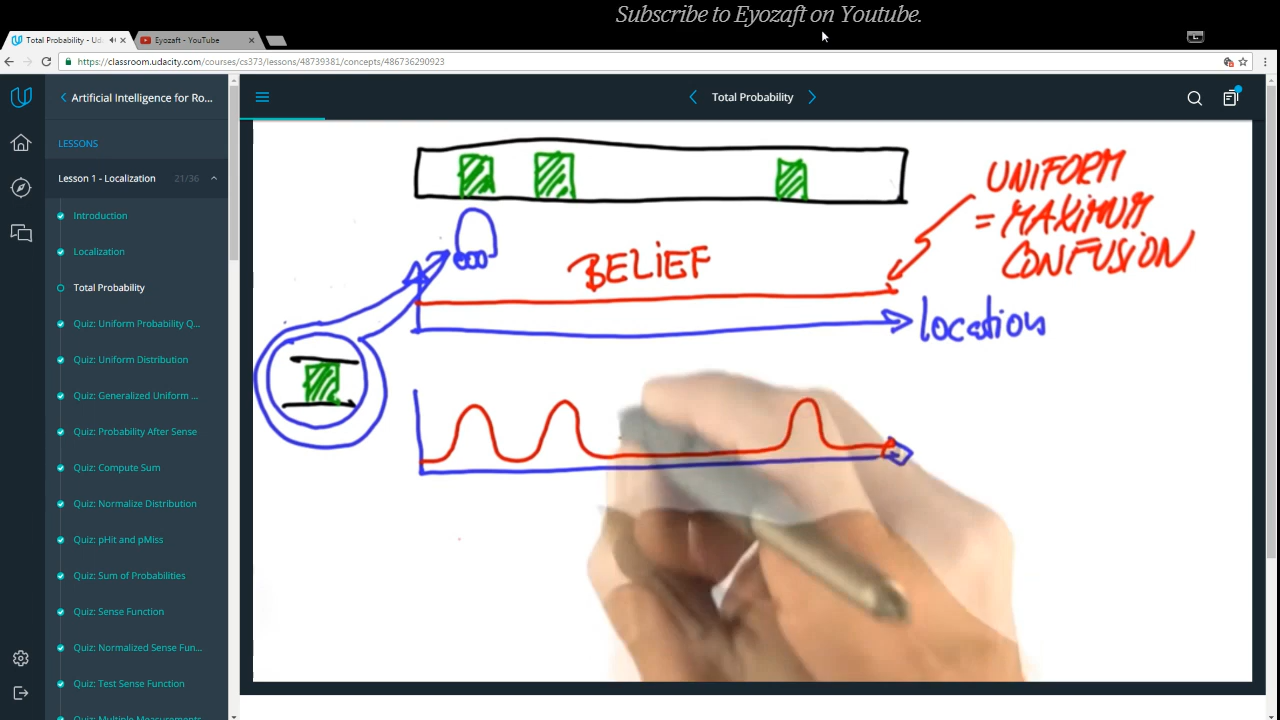 Subscribe to Eyozaft on Youtube.
Total Probability - Ud
Eyozaft - YouTube
https://classroom.udacity.com/courses/cs373/lessons/48739381/concepts/486736290923
Artificial Intelligence for Ro...
Total Probability
LESSONS
Lesson 1 - Localization 21/36
Introduction
Localization
Total Probability
Quiz: Uniform Probability Q...
Quiz: Uniform Distribution
Quiz: Generalized Uniform ...
Quiz: Probability After Sense
Quiz: Compute Sum
Quiz: Normalize Distribution
Quiz: pHit and pMiss
Quiz: Sum of Probabilities
Quiz: Sense Function
Quiz: Normalized Sense Fun...
Quiz: Test Sense Function
Quiz: Multiple Measurements
UNIFORM
= MAXIMUM
CONFUSION
BELIEF
location